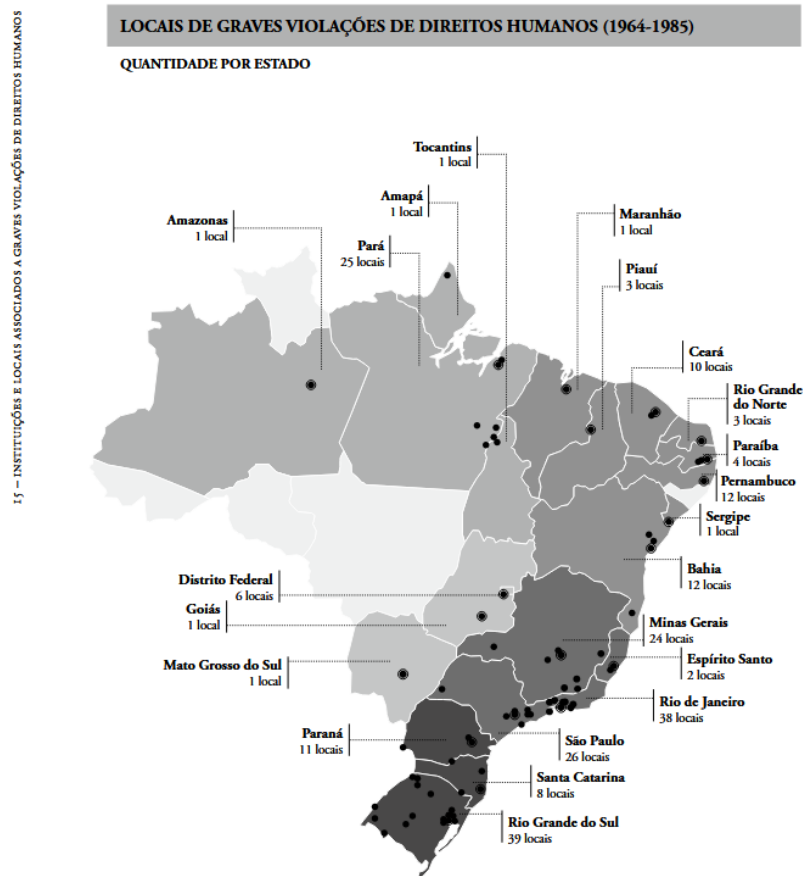 15 – INSTITUIÇÕES E LOCAIS ASSOCIADOS A GRAVES VIOLAÇÕES DE DIREITOS HUMANOS
LOCAIS DE GRAVES VIOLAÇÕES DE DIREITOS HUMANOS (1964-1985)
QUANTIDADE POR ESTADO
Tocantins
1 local
Amapá
1 local
Amazonas
1 local
Maranhão
1 local
Pará
25 locais
Piauí
3 locais
Ceará
10 locais
Rio Grande
do Norte
3 locais
Paraíba
4 locais
Pernambuco
12 locais
Sergipe
1 local
Bahia
12 locais
Distrito Federal
6 locais
Goiás
1 local
Minas Gerais
24 locais
Mato Grosso do Sul
1 local
Espírito Santo
2 locais
Rio de Janeiro
38 locais
Paraná
11 locais
São Paulo
26 locais
Santa Catarina
8 locais
Rio Grande do Sul
39 locais